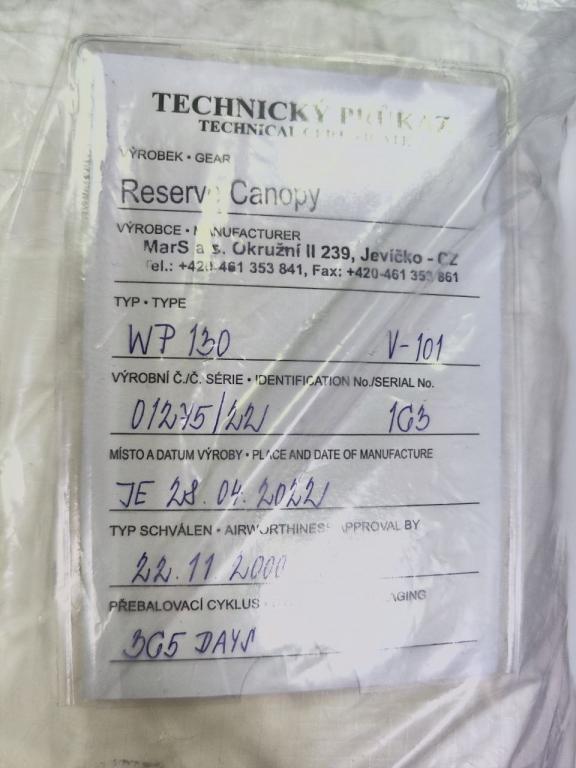 TECHNICKÝ PRŮKAZ
TECHNICAL CERTIFICATE
VÝROBEK • GEAR
Reserve Canopy
VÝROBCE • MANUFACTURER
MarS a.s. Okružní II 239, Jevíčko - CZ
Tel.: +420-461 353 841, Fax: +420-461 353 861
TYP • TYPE
WP 130 V-101
VÝROBNÍ Č./Č. SÉRIE • IDENTIFICATION No./SERIAL No.
01275/22 163
MÍSTO A DATUM VÝROBY • PLACE AND DATE OF MANUFACTURE
JE 28.04.2022
TYP SCHVÁLEN • AIRWORTHINESS APPROVAL BY
22.11.2000
PŘEBALOVACÍ CYKLUS •
365 DAYS